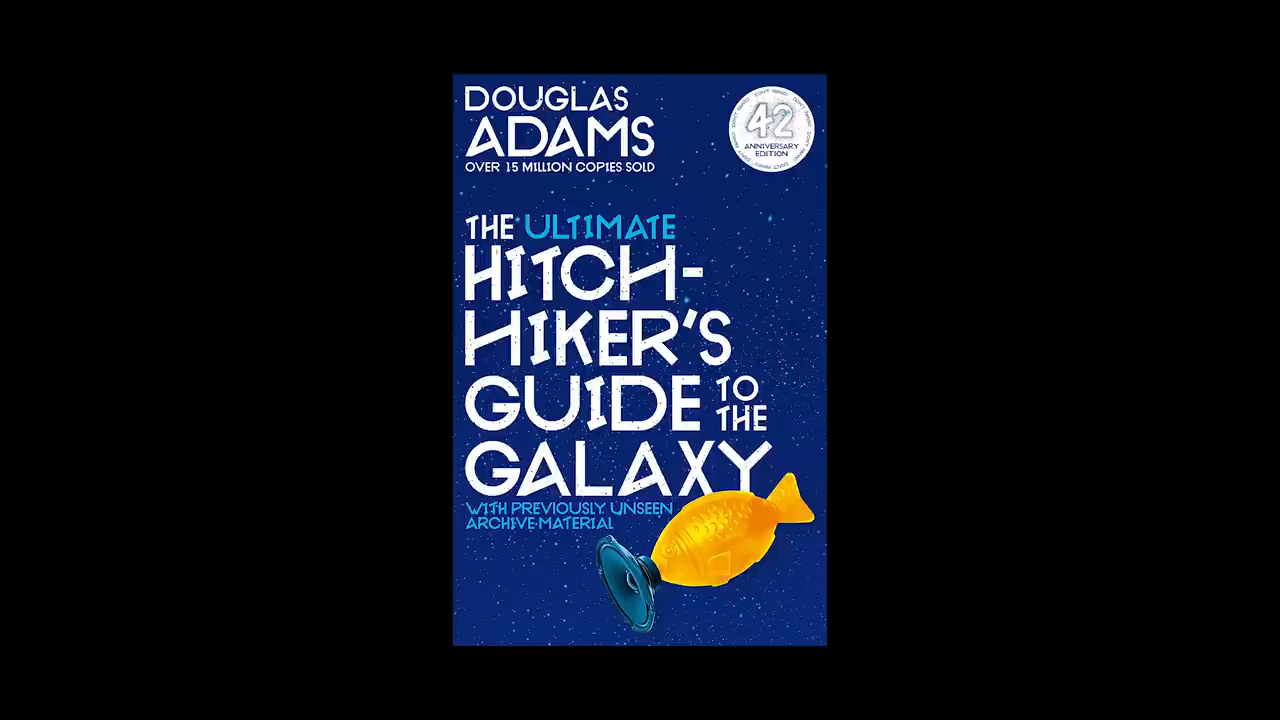 DOUGLAS
ADAMS
OVER 15 MILLION COPIES SOLD
42
ANNIVERSARY
EDITION
THE ULTIMATE
HITCH-
HIKER'S
GUIDE TO
THE
GALAXY
WITH PREVIOUSLY UNSEEN
ARCHIVE MATERIAL